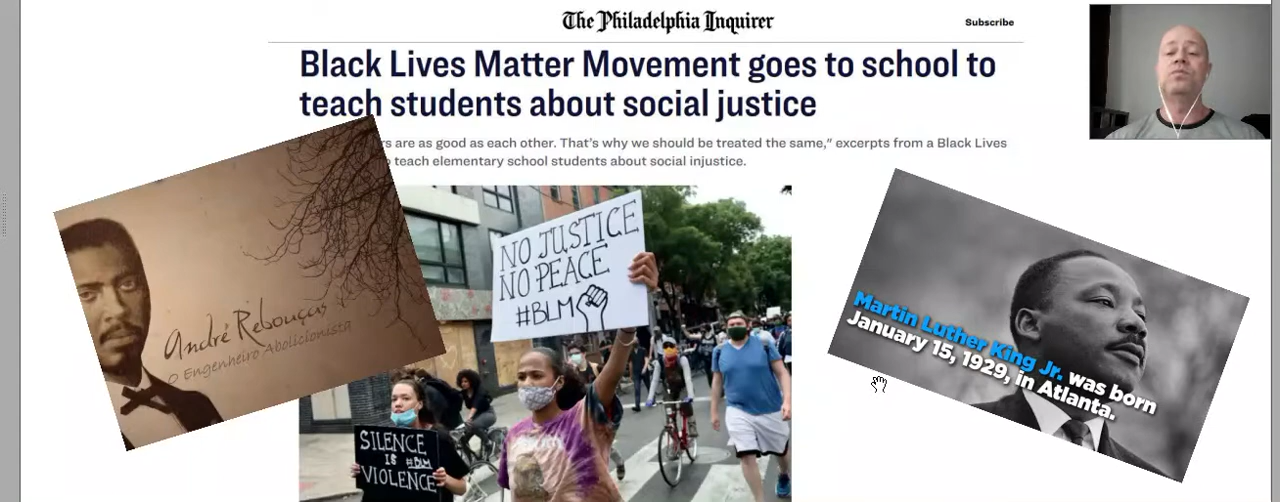 The Philadelphia Inquirer
Subscribe
Black Lives Matter Movement goes to school to
teach students about social justice
rs are as good as each other. That's why we should be treated the same," excerpts from a Black Lives
to teach elementary school students about social injustice.
André Rebouças
O Engenheiro Abolicionista
NO JUSTICE
NO PEACE
#BLM
SILENCE
IS #BLM
VIOLENCE
Martin Luther King Jr. was born
January 15, 1929, in Atlanta.